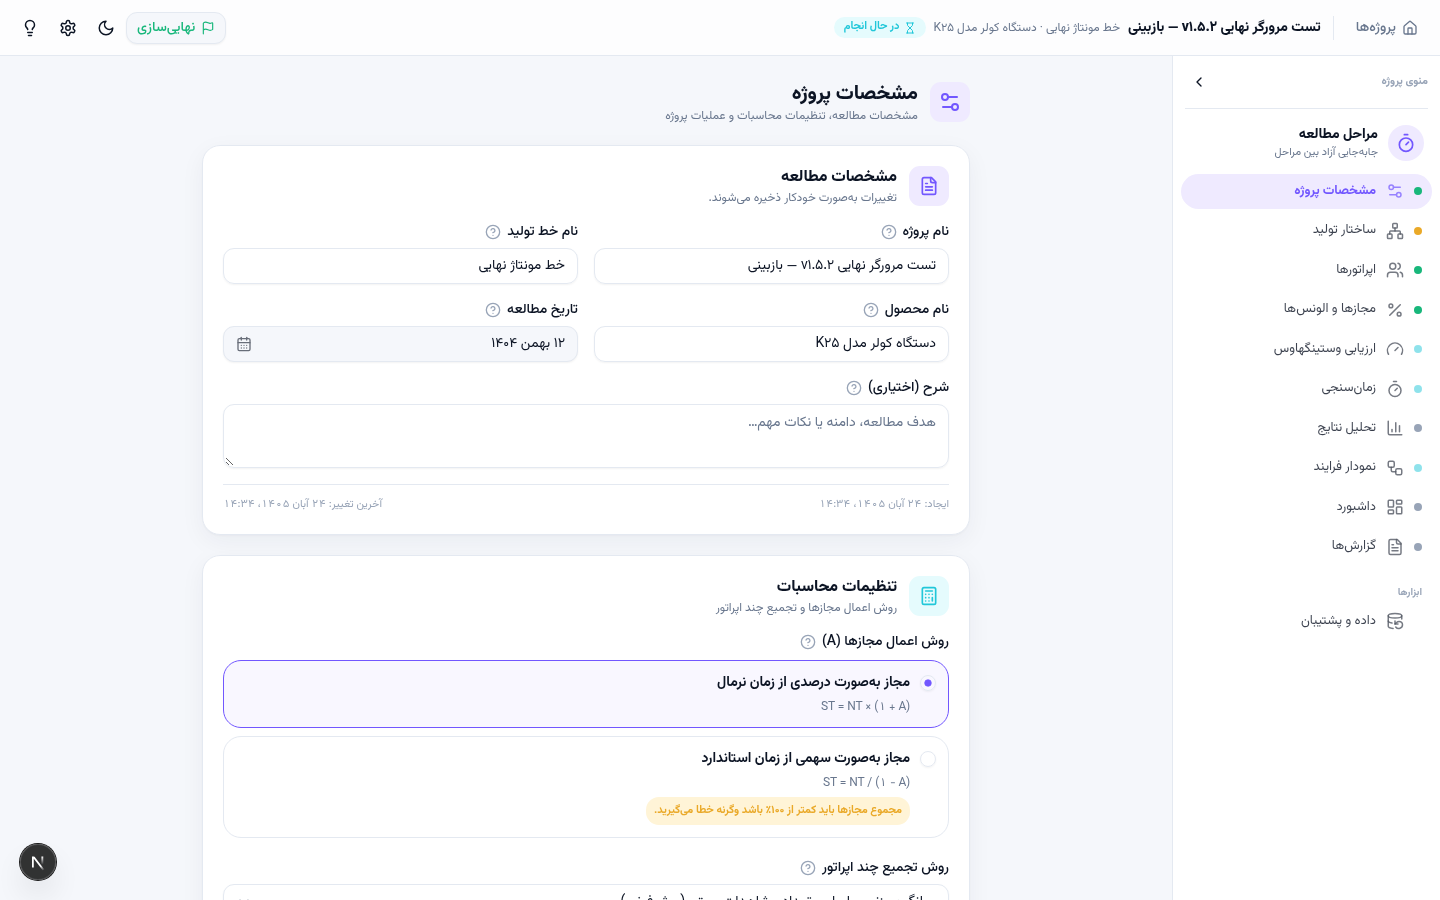 پروژه‌ها
تست مرورگر نهایی v۱.۵.۲ — بازبینی
خط مونتاژ نهایی · دستگاه کولر مدل K۲۵
در حال انجام
نهایی‌سازی
منوی پروژه
مراحل مطالعه
جابه‌جایی آزاد بین مراحل
مشخصات پروژه
ساختار تولید
اپراتورها
مجازها و الونس‌ها
ارزیابی وستینگهاوس
زمان‌سنجی
تحلیل نتایج
نمودار فرایند
داشبورد
گزارش‌ها
ابزارها
داده و پشتیبان
مشخصات پروژه
مشخصات مطالعه، تنظیمات محاسبات و عملیات پروژه
مشخصات مطالعه
تغییرات به‌صورت خودکار ذخیره می‌شوند.
نام پروژه
تست مرورگر نهایی v۱.۵.۲ — بازبینی
نام خط تولید
خط مونتاژ نهایی
نام محصول
دستگاه کولر مدل K۲۵
تاریخ مطالعه
۱۲ بهمن ۱۴۰۴
شرح (اختیاری)
هدف مطالعه، دامنه یا نکات مهم...
ایجاد: ۲۴ آبان ۱۴۰۵، ۱۴:۳۴
آخرین تغییر: ۲۴ آبان ۱۴۰۵، ۱۴:۳۴
تنظیمات محاسبات
روش اعمال مجازها و تجمیع چند اپراتور
روش اعمال مجازها (A)
مجاز به‌صورت درصدی از زمان نرمال
ST = NT × (۱ + A)
مجاز به‌صورت سهمی از زمان استاندارد
ST = NT / (۱ - A)
مجموع مجازها باید کمتر از ۱۰۰٪ باشد وگرنه خطا می‌گیرید.
روش تجمیع چند اپراتور